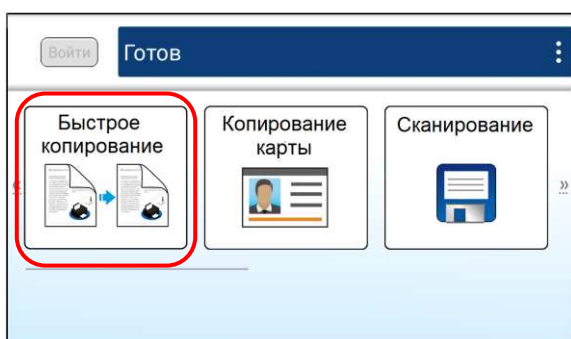 Войти
Готов
Быстрое
копирование
Копирование
карты
Сканирование
«
»